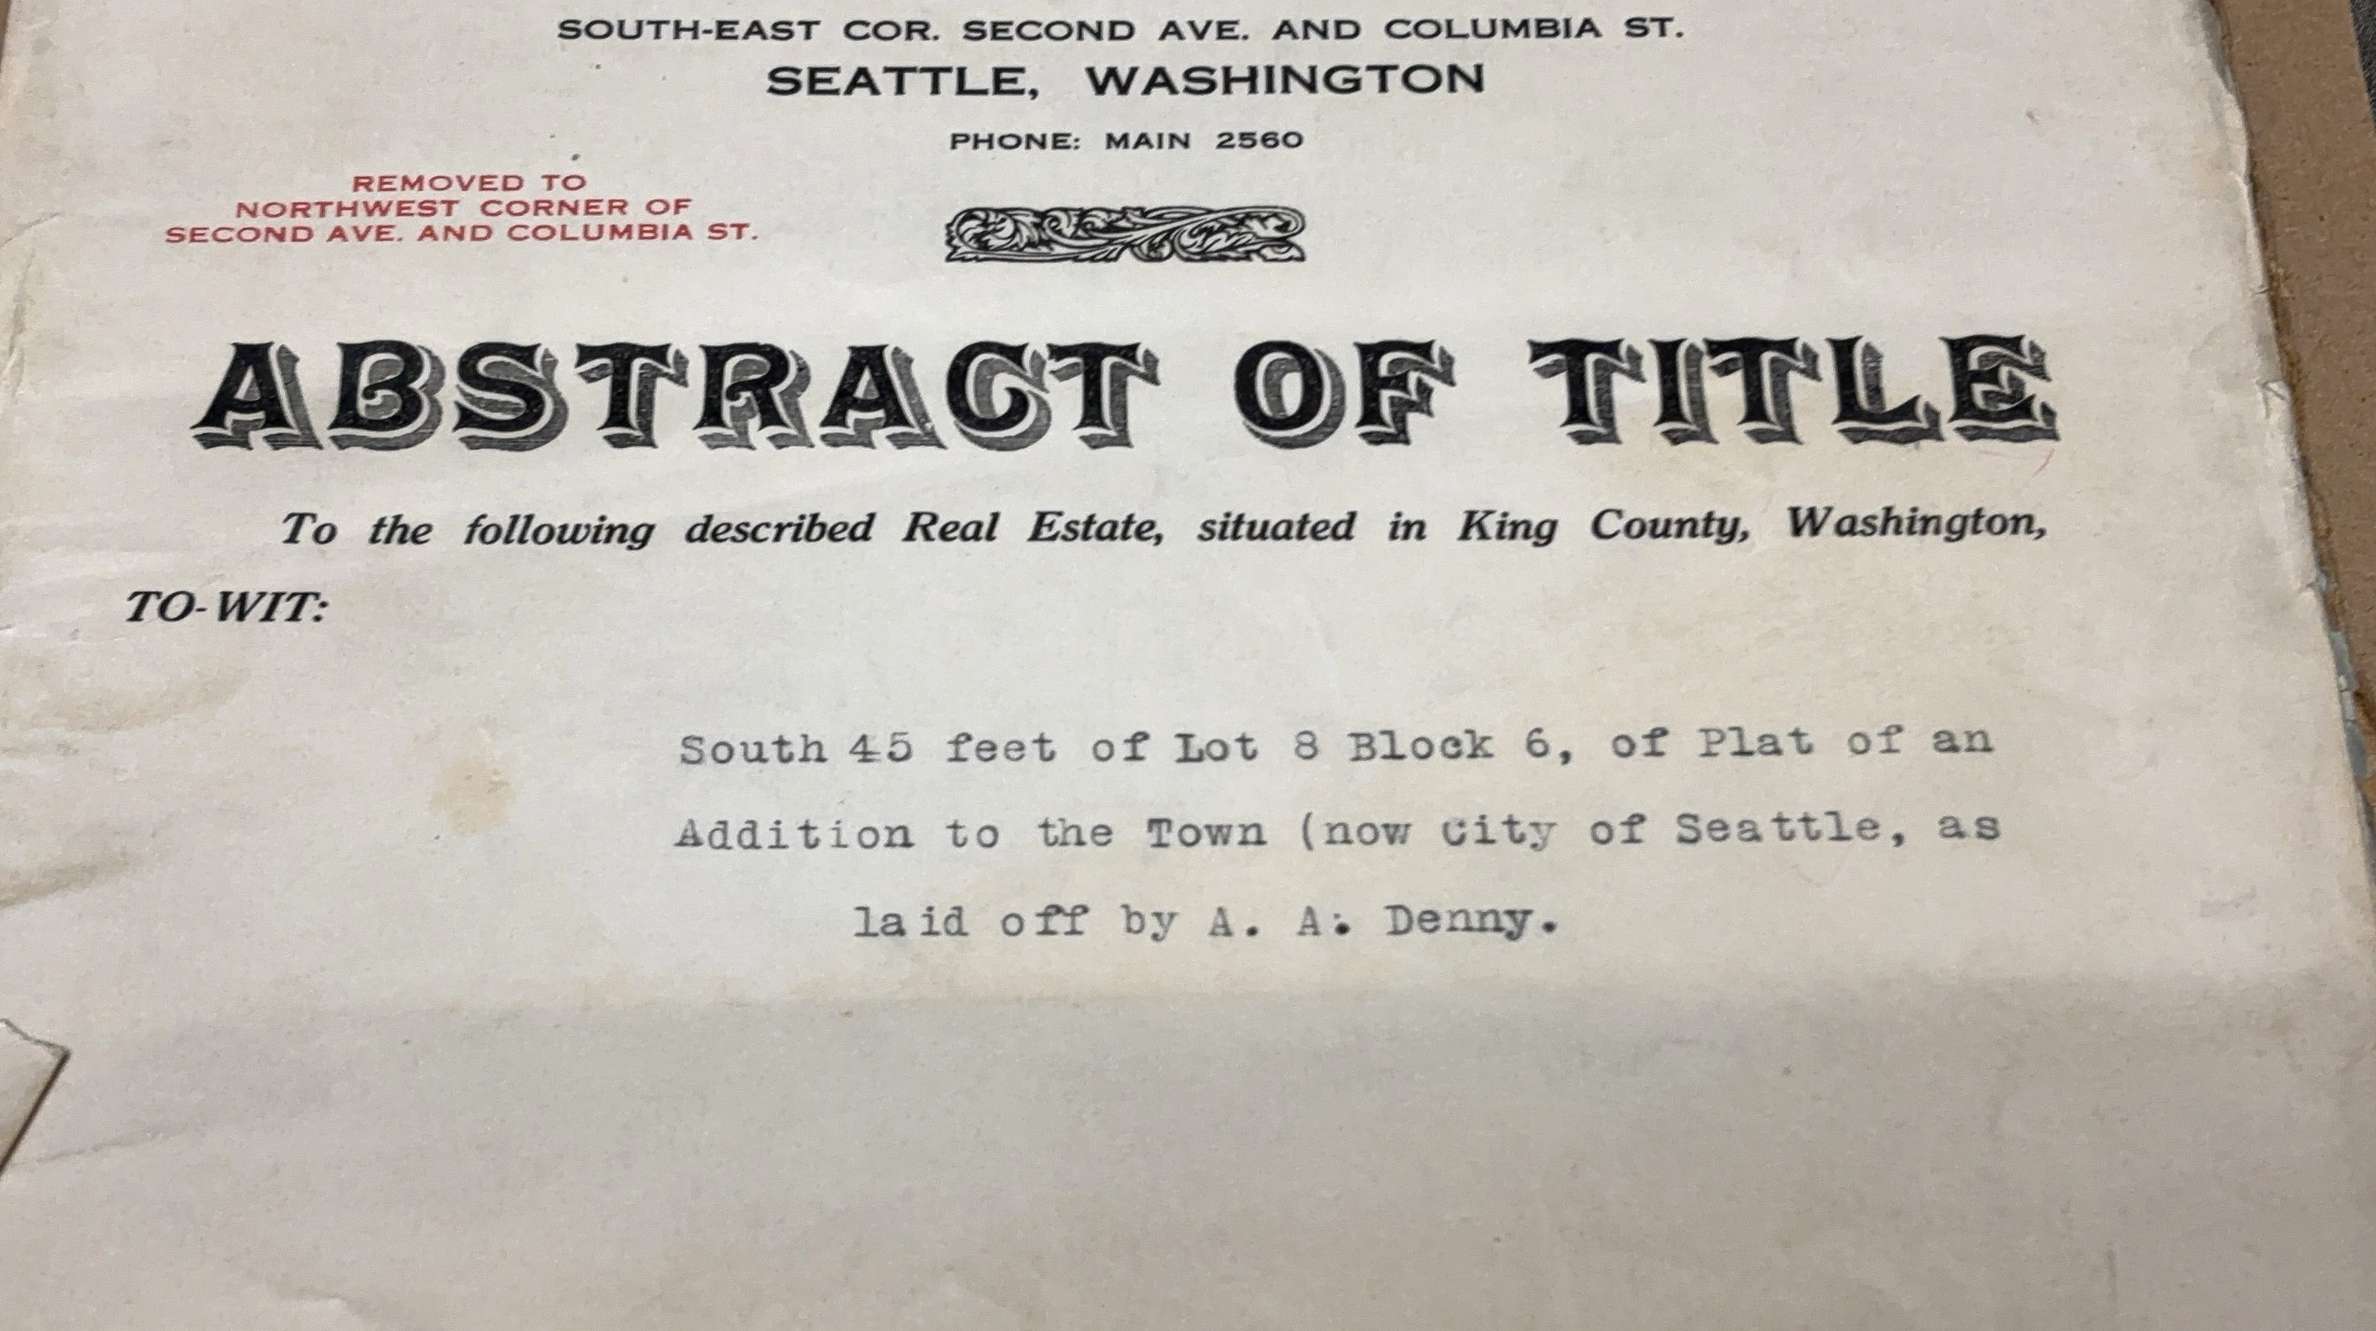 SOUTH-EAST COR. SECOND AVE. AND COLUMBIA ST.
SEATTLE, WASHINGTON
PHONE: MAIN 2560
REMOVED TO
NORTHWEST CORNER OF
SECOND AVE. AND COLUMBIA ST.
ABSTRACT OF TITLE
To the following described Real Estate, situated in King County, Washington,
TO-WIT:
South 45 feet of Lot 8 Block 6, of Plat of an
Addition to the Town (now City of Seattle, as
laid off by A. A. Denny.